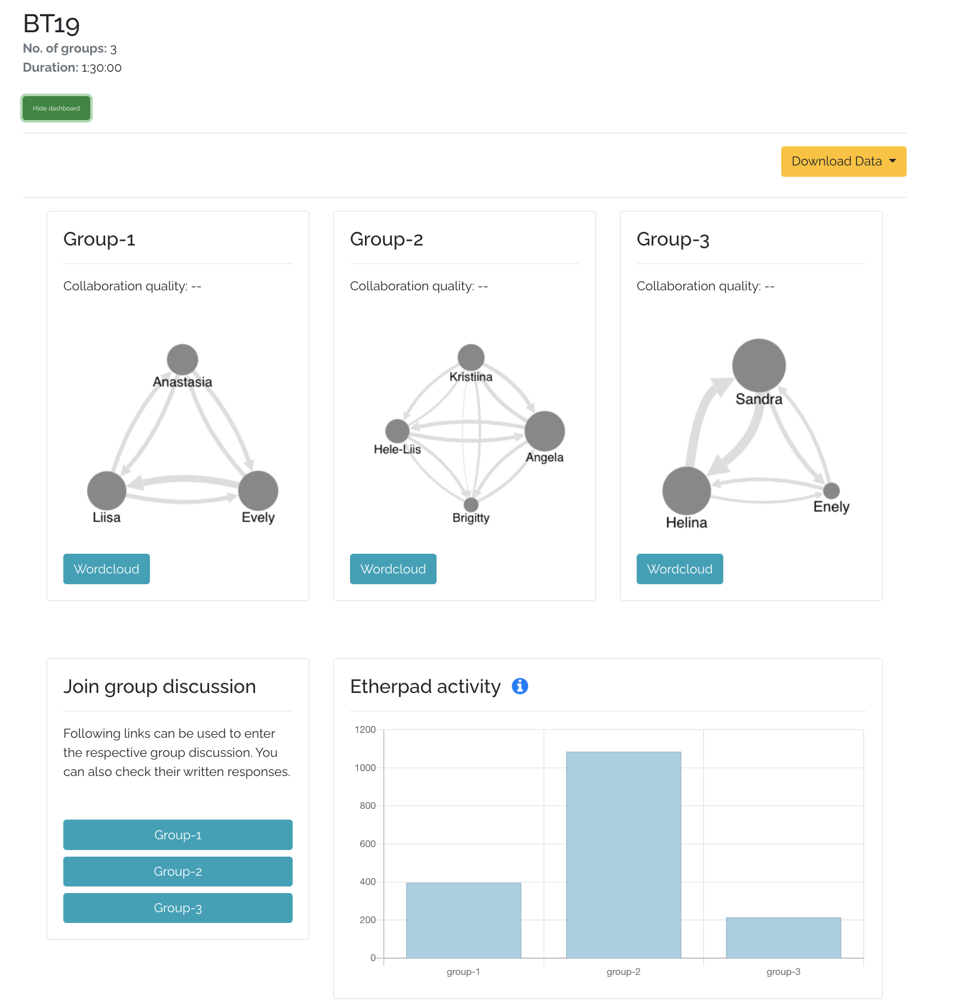 BT19
No. of groups: 3
Duration: 1:30:00
Hide dashboard
Download Data
Group-1
Collaboration quality: --
Anastasia
Liisa
Evely
Wordcloud
Group-2
Collaboration quality: --
Kristiina
Hele-Liis
Angela
Brigitty
Wordcloud
Group-3
Collaboration quality: --
Sandra
Helina
Enely
Wordcloud
Join group discussion
Following links can be used to enter
the respective group discussion. You
can also check their written responses.
Group-1
Group-2
Group-3
Etherpad activity
1200
1000
800
600
400
200
0
group-1
group-2
group-3